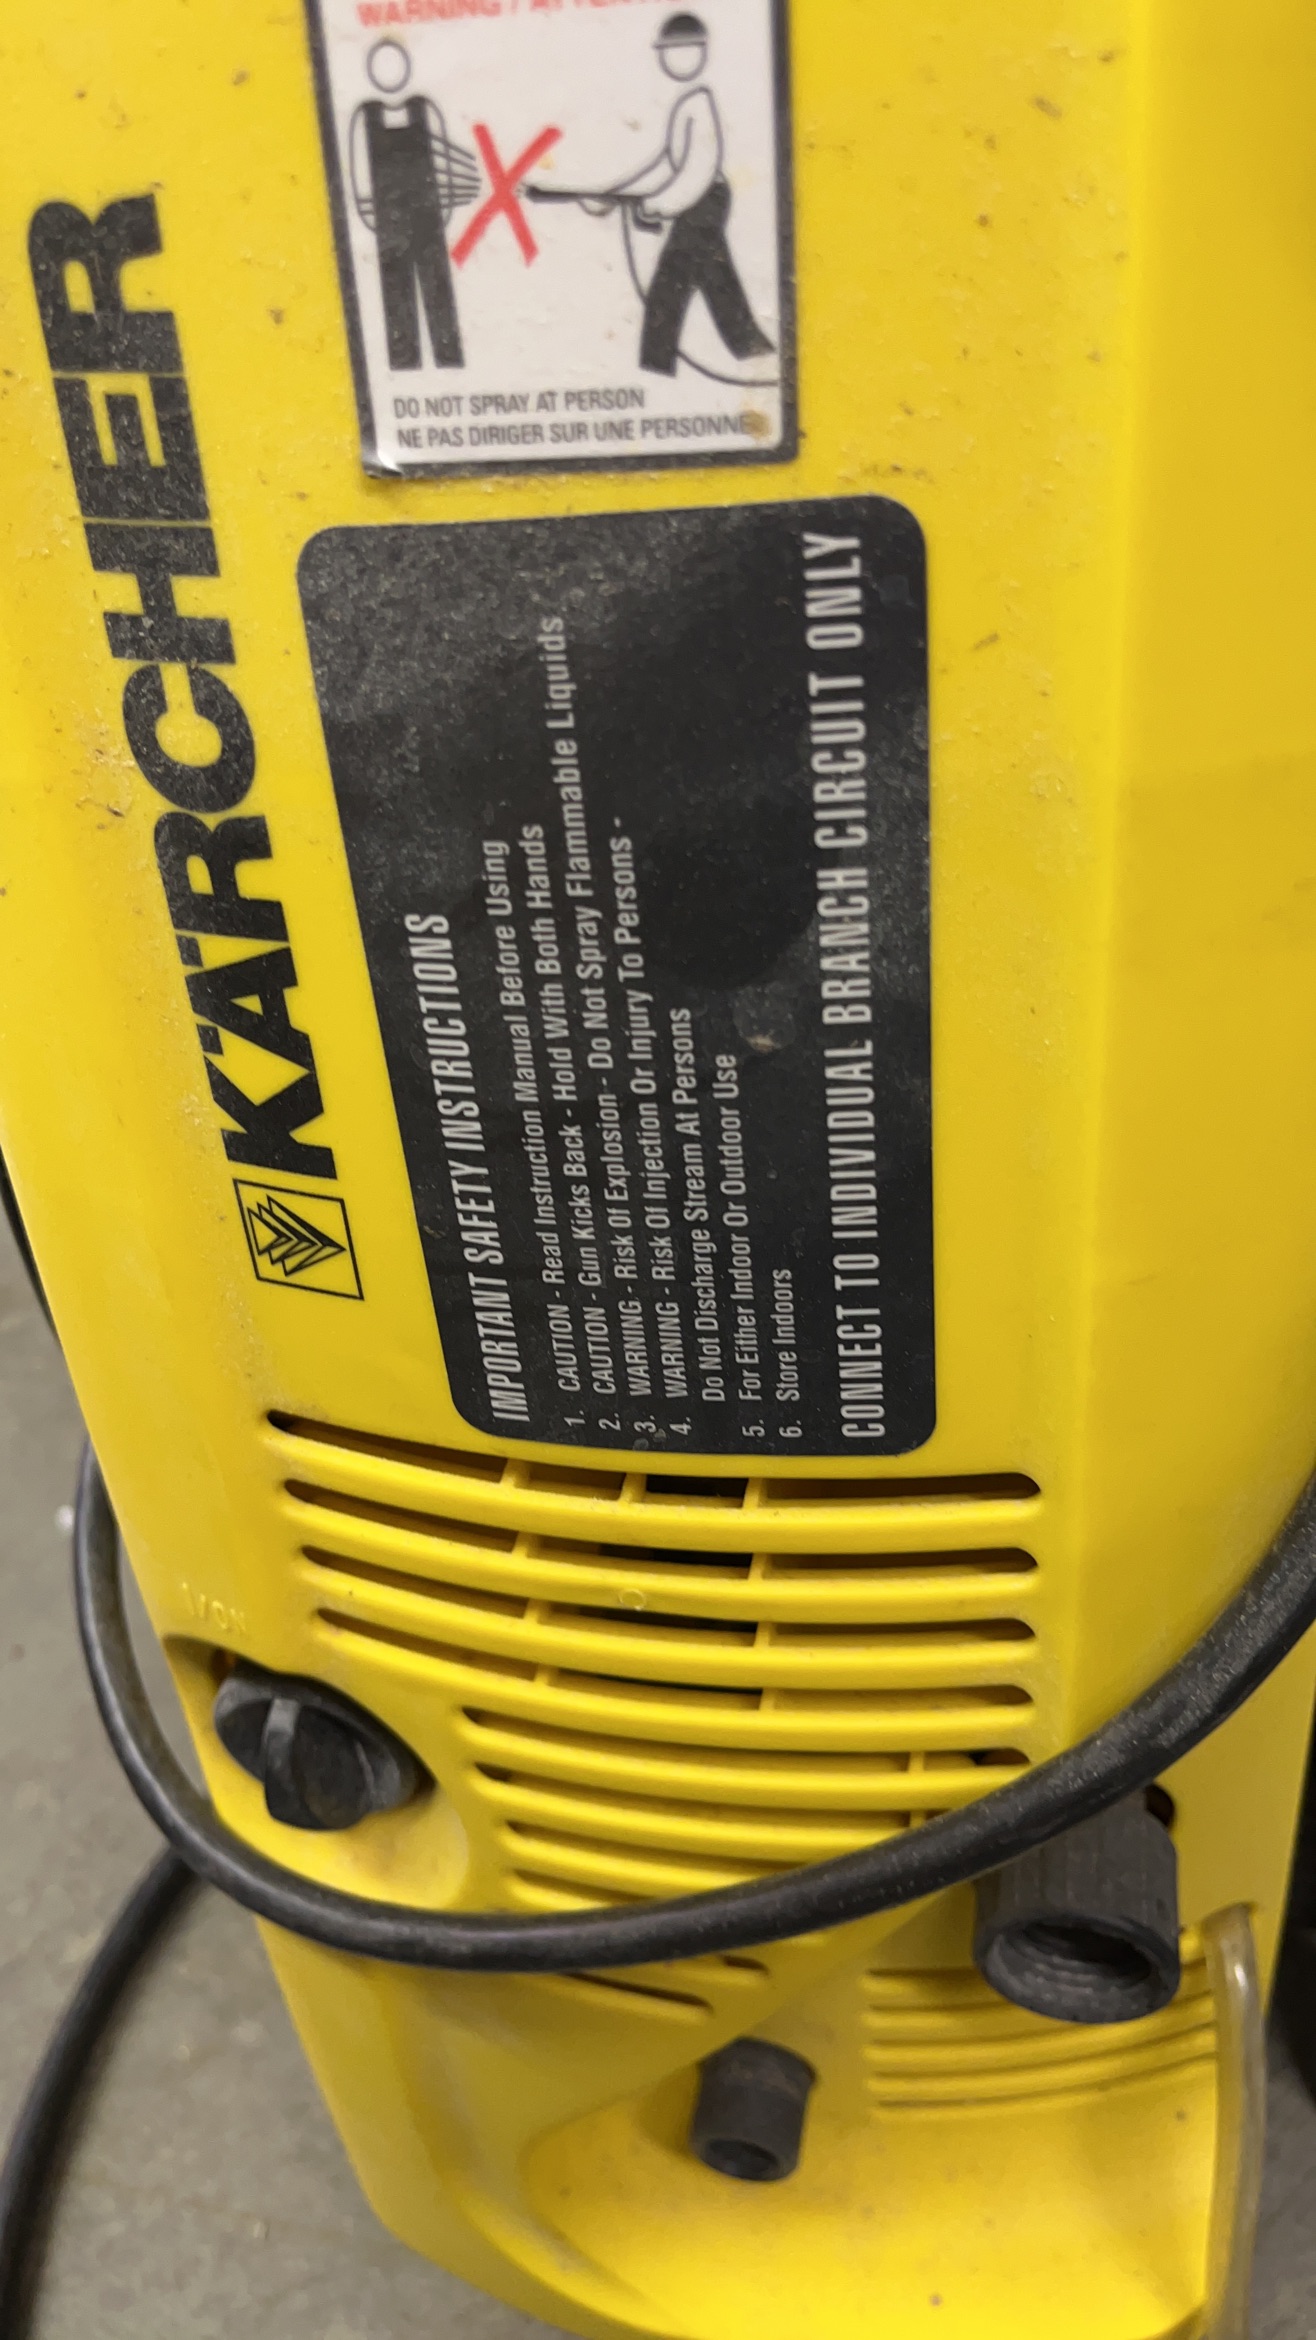 DO NOT SPRAY AT PERSON
NE PAS DIRIGER SUR UNE PERSONNE
KÄRCHER
IMPORTANT SAFETY INSTRUCTIONS
1. CAUTION - Read Instruction Manual Before Using
2. CAUTION - Gun Kicks Back - Hold With Both Hands
3. WARNING - Risk Of Explosion - Do Not Spray Flammable Liquids
4. WARNING - Risk Of Injection Or Injury To Persons -
Do Not Discharge Stream At Persons
5. For Either Indoor Or Outdoor Use
6. Store Indoors
CONNECT TO INDIVIDUAL BRANCH CIRCUIT ONLY
I/ON